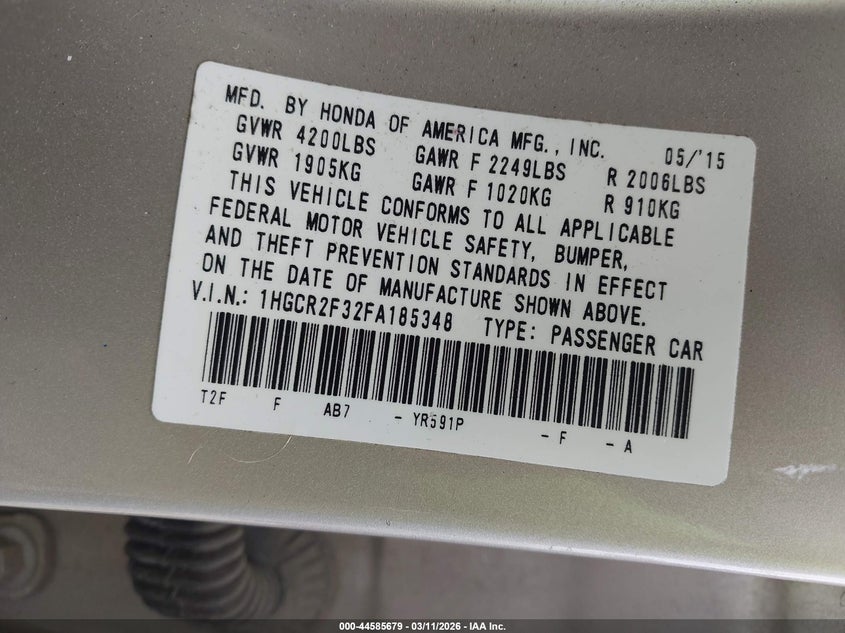 MFD. BY HONDA OF AMERICA MFG., INC. 05/'15
GVWR 4200LBS GAWR F 2249LBS R 2006LBS
GVWR 1905KG GAWR F 1020KG R 910KG
THIS VEHICLE CONFORMS TO ALL APPLICABLE
FEDERAL MOTOR VEHICLE SAFETY, BUMPER,
AND THEFT PREVENTION STANDARDS IN EFFECT
ON THE DATE OF MANUFACTURE SHOWN ABOVE.
V.I.N.: 1HGCR2F32FA185348 TYPE: PASSENGER CAR
T2F F AB7 - YR591P - F - A
000-44585679 - 03/11/2026 - IAA Inc.